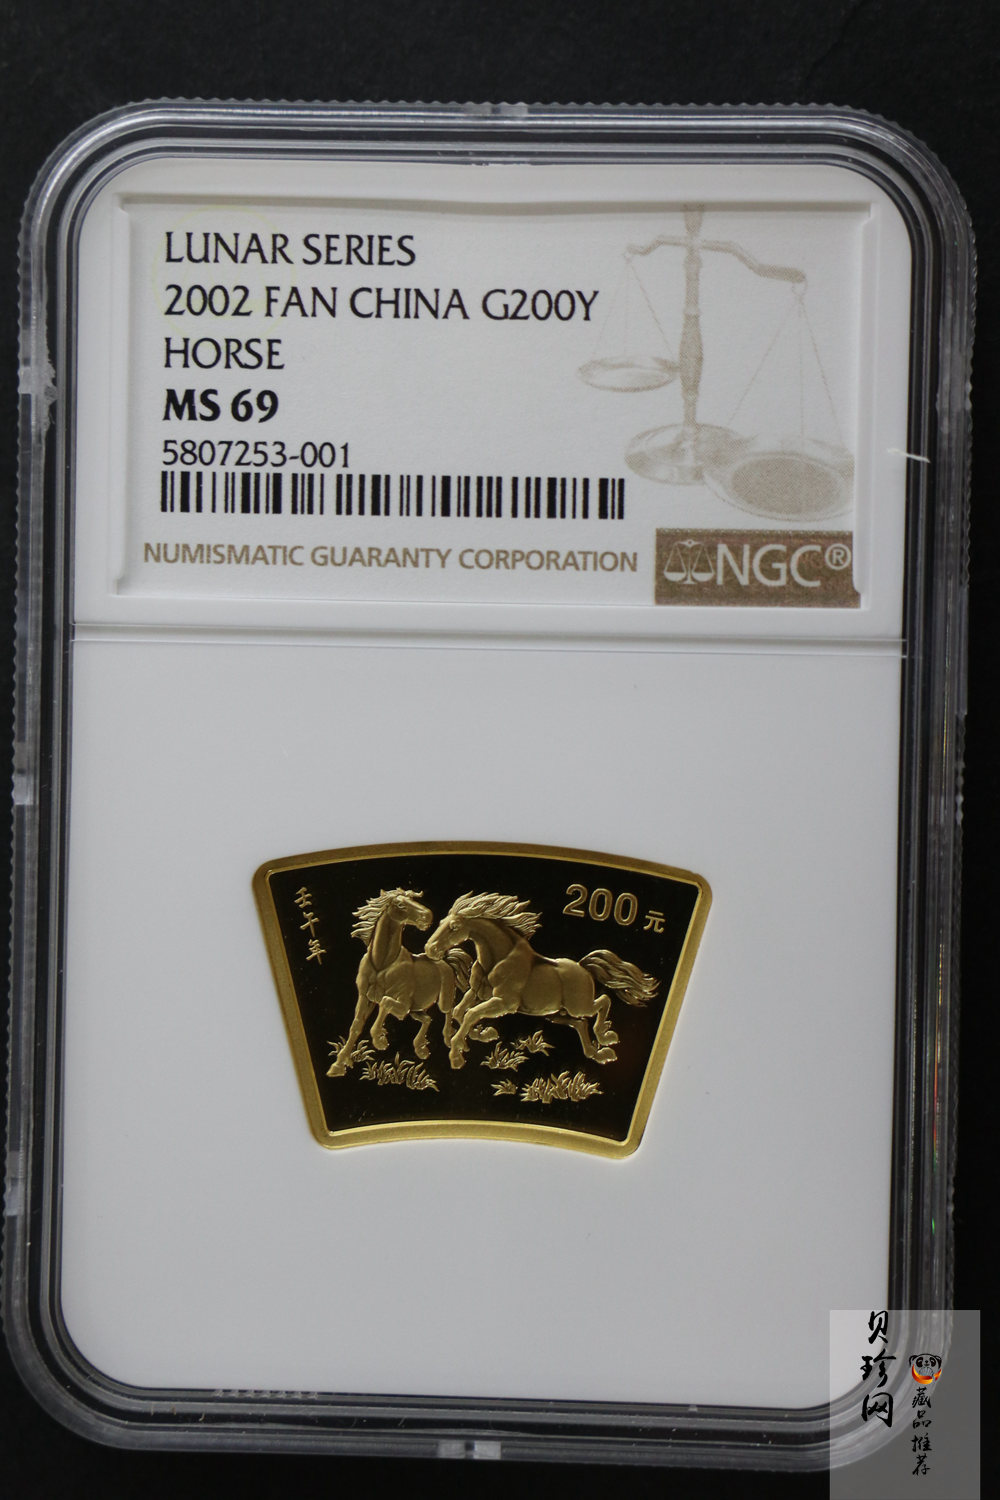 LUNAR SERIES
2002 FAN CHINA G200Y
HORSE
MS 69
5807253-001
NUMISMATIC GUARANTY CORPORATION
NGC®
壬午年
200元
贝珍网
藏品推荐